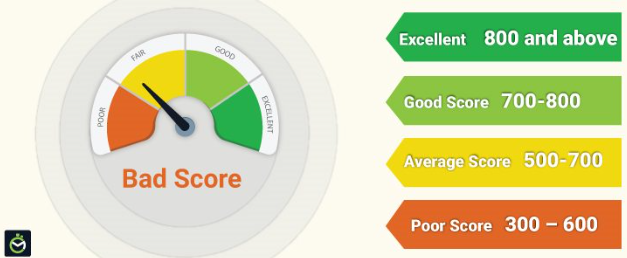 POOR
FAIR
GOOD
EXCELLENT
Bad Score
Excellent 800 and above
Good Score 700-800
Average Score 500-700
Poor Score 300 – 600